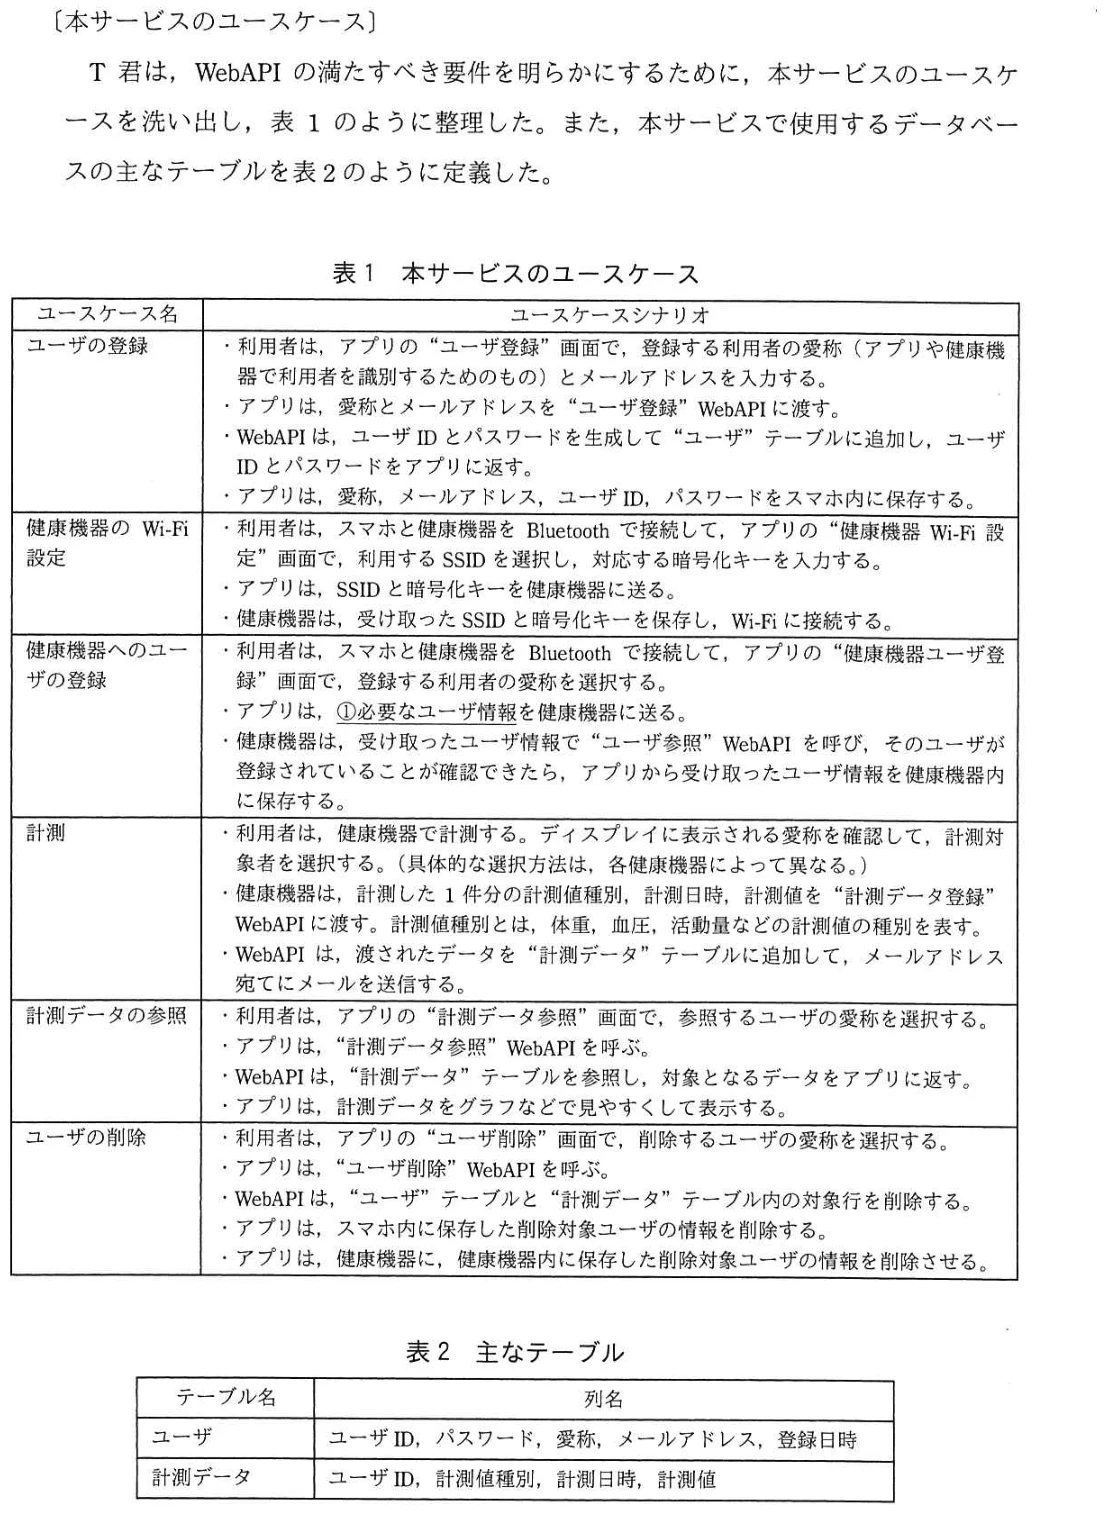 〔本サービスのユースケース〕
T 君は，WebAPI の満たすべき要件を明らかにするために，本サービスのユースケ
ースを洗い出し，表 1 のように整理した。また，本サービスで使用するデータベー
スの主なテーブルを表 2 のように定義した。
表 1　本サービスのユースケース
ユースケース名
ユースケースシナリオ
ユーザの登録
・利用者は，アプリの“ユーザ登録”画面で，登録する利用者の愛称（アプリや健康機
器で利用者を識別するためのもの）とメールアドレスを入力する。
・アプリは，愛称とメールアドレスを“ユーザ登録”WebAPI に渡す。
・WebAPI は，ユーザ ID とパスワードを生成して“ユーザ”テーブルに追加し，ユーザ
ID とパスワードをアプリに返す。
・アプリは，愛称，メールアドレス，ユーザ ID，パスワードをスマホ内に保存する。
健康機器の Wi-Fi
設定
・利用者は，スマホと健康機器を Bluetooth で接続して，アプリの“健康機器 Wi-Fi 設
定”画面で，利用する SSID を選択し，対応する暗号化キーを入力する。
・アプリは，SSID と暗号化キーを健康機器に送る。
・健康機器は，受け取った SSID と暗号化キーを保存し，Wi-Fi に接続する。
健康機器へのユー
ザの登録
・利用者は，スマホと健康機器を Bluetooth で接続して，アプリの“健康機器ユーザ登
録”画面で，登録する利用者の愛称を選択する。
・アプリは，①必要なユーザ情報を健康機器に送る。
・健康機器は，受け取ったユーザ情報で“ユーザ参照”WebAPI を呼び，そのユーザが
登録されていることが確認できたら，アプリから受け取ったユーザ情報を健康機器内
に保存する。
計測
・利用者は，健康機器で計測する。ディスプレイに表示される愛称を確認して，計測対
象者を選択する。（具体的な選択方法は，各健康機器によって異なる。）
・健康機器は，計測した 1 件分の計測値種別，計測日時，計測値を“計測データ登録”
WebAPI に渡す。計測値種別とは，体重，血圧，活動量などの計測値の種別を表す。
・WebAPI は，渡されたデータを“計測データ”テーブルに追加して，メールアドレス
宛てにメールを送信する。
計測データの参照
・利用者は，アプリの“計測データ参照”画面で，参照するユーザの愛称を選択する。
・アプリは，“計測データ参照”WebAPI を呼ぶ。
・WebAPI は，“計測データ”テーブルを参照し，対象となるデータをアプリに返す。
・アプリは，計測データをグラフなどで見やすくして表示する。
ユーザの削除
・利用者は，アプリの“ユーザ削除”画面で，削除するユーザの愛称を選択する。
・アプリは，“ユーザ削除”WebAPI を呼ぶ。
・WebAPI は，“ユーザ”テーブルと“計測データ”テーブル内の対象行を削除する。
・アプリは，スマホ内に保存した削除対象ユーザの情報を削除する。
・アプリは，健康機器に，健康機器内に保存した削除対象ユーザの情報を削除させる。
表 2　主なテーブル
テーブル名
列名
ユーザ
ユーザ ID，パスワード，愛称，メールアドレス，登録日時
計測データ
ユーザ ID，計測値種別，計測日時，計測値